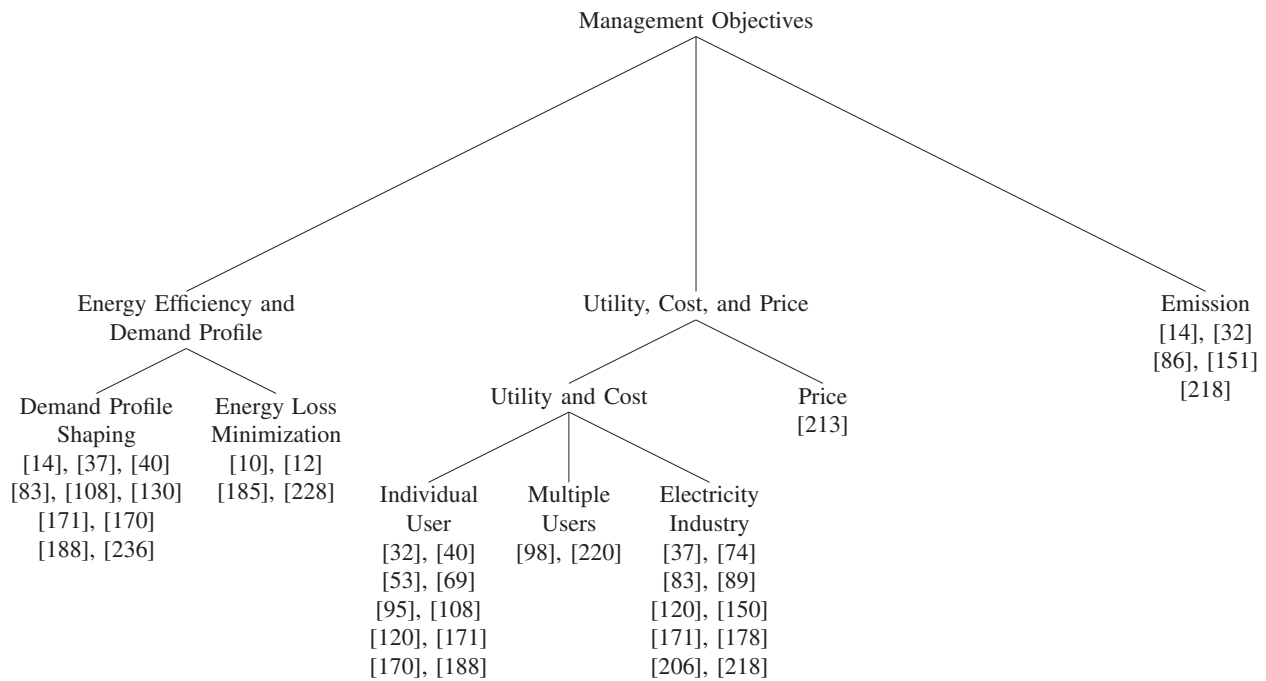 Management Objectives
Energy Efficiency and
Demand Profile
Utility, Cost, and Price
Emission
[14], [32]
[86], [151]
[218]
Demand Profile
Shaping
[14], [37], [40]
[83], [108], [130]
[171], [170]
[188], [236]
Energy Loss
Minimization
[10], [12]
[185], [228]
Utility and Cost
Price
[213]
Individual
User
[32], [40]
[53], [69]
[95], [108]
[120], [171]
[170], [188]
Multiple
Users
[98], [220]
Electricity
Industry
[37], [74]
[83], [89]
[120], [150]
[171], [178]
[206], [218]